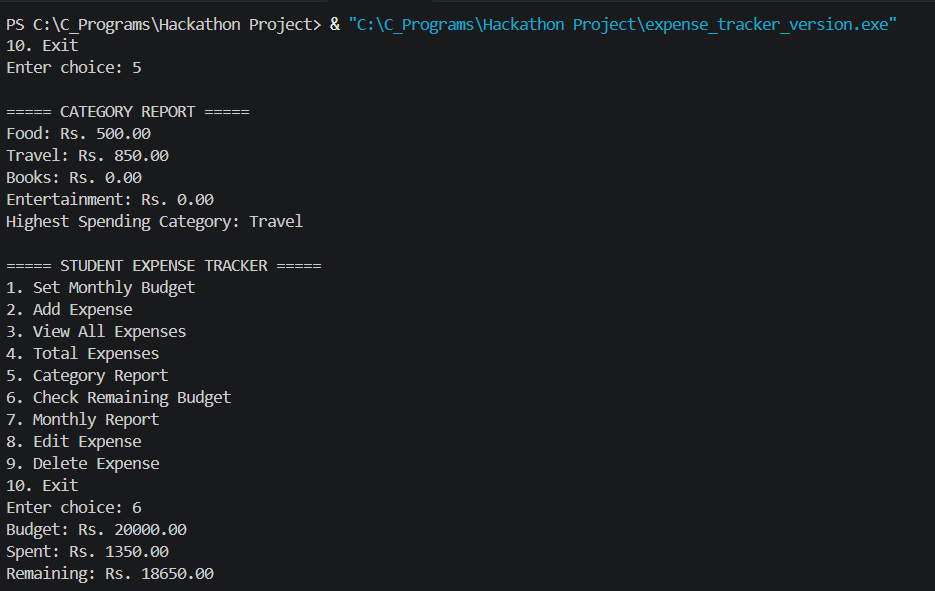 PS C:\C_Programs\Hackathon Project> & "C:\C_Programs\Hackathon Project\expense_tracker_version.exe"
10. Exit
Enter choice: 5
===== CATEGORY REPORT =====
Food: Rs. 500.00
Travel: Rs. 850.00
Books: Rs. 0.00
Entertainment: Rs. 0.00
Highest Spending Category: Travel
===== STUDENT EXPENSE TRACKER =====
1. Set Monthly Budget
2. Add Expense
3. View All Expenses
4. Total Expenses
5. Category Report
6. Check Remaining Budget
7. Monthly Report
8. Edit Expense
9. Delete Expense
10. Exit
Enter choice: 6
Budget: Rs. 20000.00
Spent: Rs. 1350.00
Remaining: Rs. 18650.00